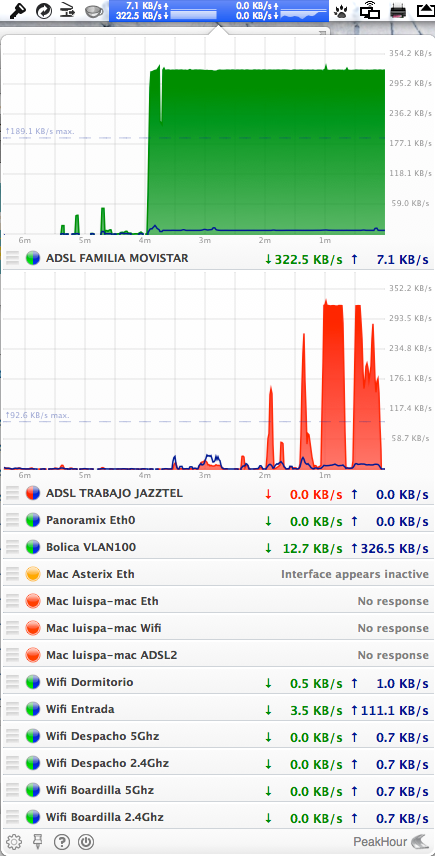 7.1 KB/s 0.0 KB/s
322.5 KB/s 0.0 KB/s
354.2 KB/s
295.2 KB/s
236.2 KB/s
↑189.1 KB/s max.
177.1 KB/s
118.1 KB/s
59.0 KB/s
6m 5m 4m 3m 2m 1m
ADSL FAMILIA MOVISTAR ↓ 322.5 KB/s ↑ 7.1 KB/s
352.2 KB/s
293.5 KB/s
234.8 KB/s
176.1 KB/s
117.4 KB/s
↑92.6 KB/s max.
58.7 KB/s
6m 5m 4m 3m 2m 1m
ADSL TRABAJO JAZZTEL ↓ 0.0 KB/s ↑ 0.0 KB/s
Panoramix Eth0 ↓ 0.0 KB/s ↑ 0.0 KB/s
Bolica VLAN100 ↓ 12.7 KB/s ↑ 326.5 KB/s
Mac Asterix Eth Interface appears inactive
Mac luispa-mac Eth No response
Mac luispa-mac Wifi No response
Mac luispa-mac ADSL2 No response
Wifi Dormitorio ↓ 0.5 KB/s ↑ 1.0 KB/s
Wifi Entrada ↓ 3.5 KB/s ↑ 111.1 KB/s
Wifi Despacho 5Ghz ↓ 0.0 KB/s ↑ 0.7 KB/s
Wifi Despacho 2.4Ghz ↓ 0.0 KB/s ↑ 0.7 KB/s
Wifi Boardilla 5Ghz ↓ 0.0 KB/s ↑ 0.7 KB/s
Wifi Boardilla 2.4Ghz ↓ 0.0 KB/s ↑ 0.7 KB/s
PeakHour